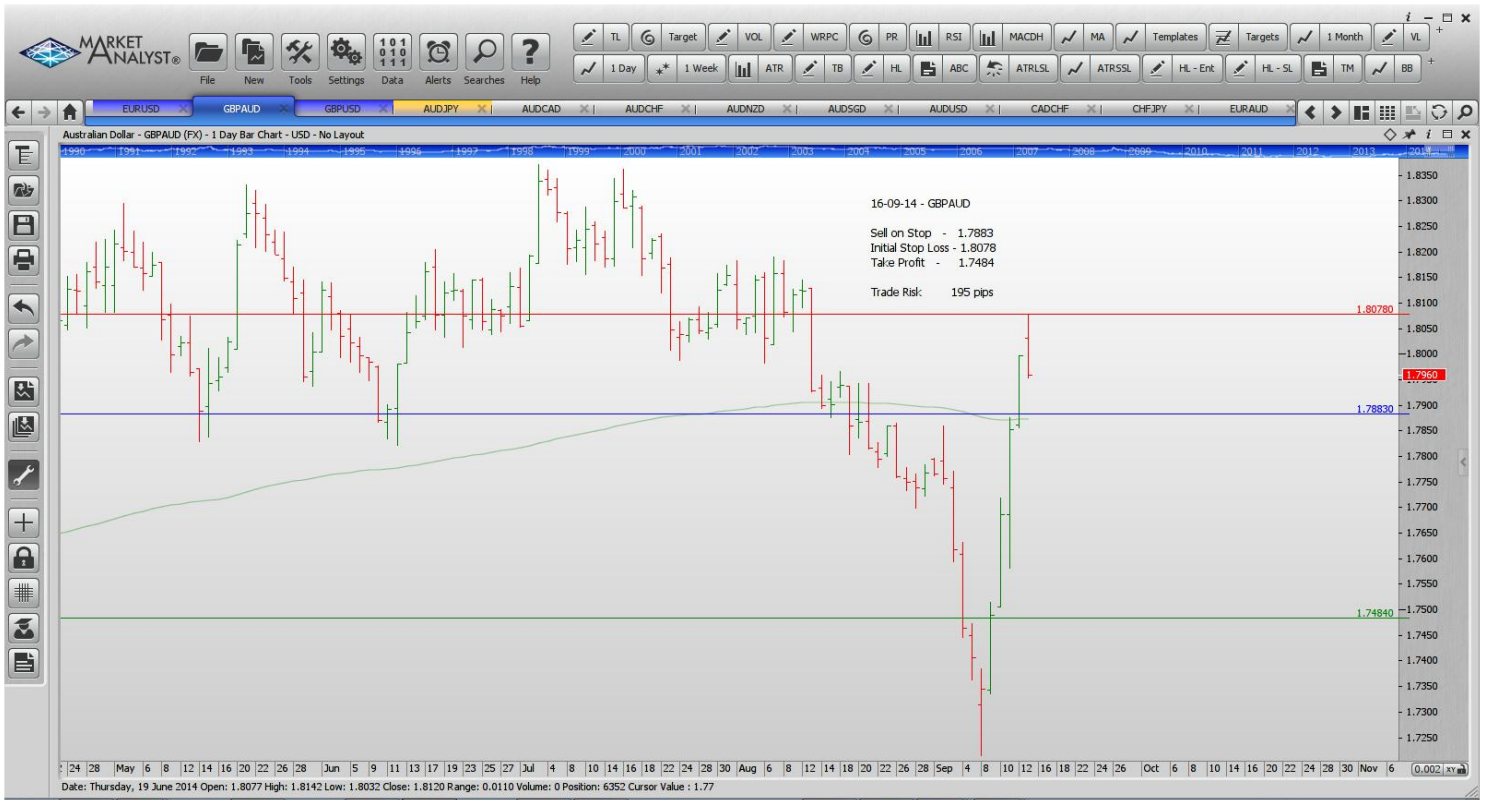 MARKET
ANALYST®
File New Tools Settings Data Alerts Searches Help
101
010
111
TL Target VOL WRPC PR RSI MACDH MA Templates Targets 1 Month VL
1 Day 1 Week ATR TB HL ABC ATRLSL ATRSSL HL - Ent HL - SL TM BB
EURUSD GBPAUD GBPUSD AUDJPY AUDCAD AUDCHF AUDNZD AUDSGD AUDUSD CADCHF CHFJPY EURAUD
Australian Dollar - GBPAUD (FX) - 1 Day Bar Chart - USD - No Layout
1990 1991 1992 1993 1994 1995 1996 1997 1998 1999 2000 2001 2002 2003 2004 2005 2006 2007 2008 2009 2010 2011 2012 2013
16-09-14 - GBPAUD
Sell on Stop - 1.7883
Initial Stop Loss - 1.8078
Take Profit - 1.7484
Trade Risk 195 pips
1.80780
1.78830
1.74840
1.8350
1.8300
1.8250
1.8200
1.8150
1.8100
1.8050
1.8000
1.7960
1.7900
1.7850
1.7800
1.7750
1.7700
1.7650
1.7600
1.7550
1.7500
1.7450
1.7400
1.7350
1.7300
1.7250
24 28 May 6 8 12 14 16 20 22 26 28 Jun 5 9 11 13 17 19 23 25 27 Jul 4 8 10 14 16 18 22 24 28 30 Aug 6 8 12 14 18 20 22 26 28 Sep 4 8 10 12 16 18 22 24 26 Oct 6 8 10 14 16 20 22 24 28 30 Nov 6 0.002 XY
Date: Thursday, 19 June 2014 Open: 1.8077 High: 1.8142 Low: 1.8032 Close: 1.8120 Range: 0.0110 Volume: 0 Position: 6352 Cursor Value : 1.77